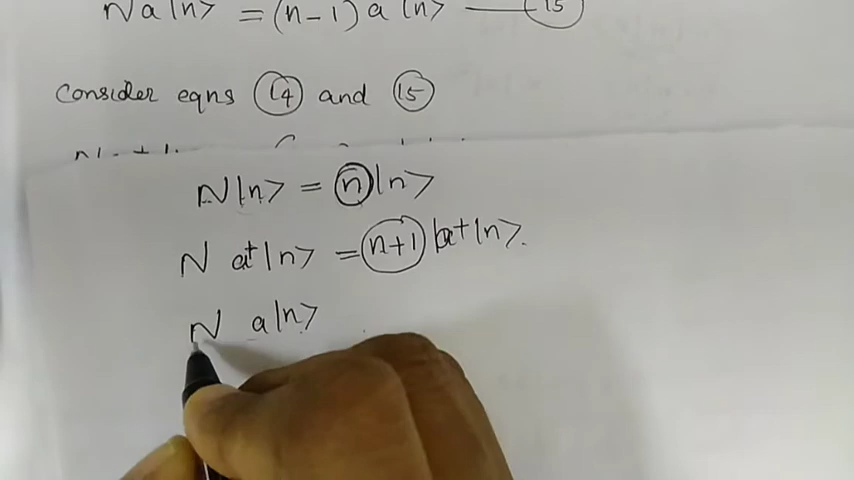 N a |n> = (n-1) a |n> —— (15)
Consider eqns (14) and (15)
N|n> = n|n>
N a+|n> = n+1 |a+|n>.
N a|n>